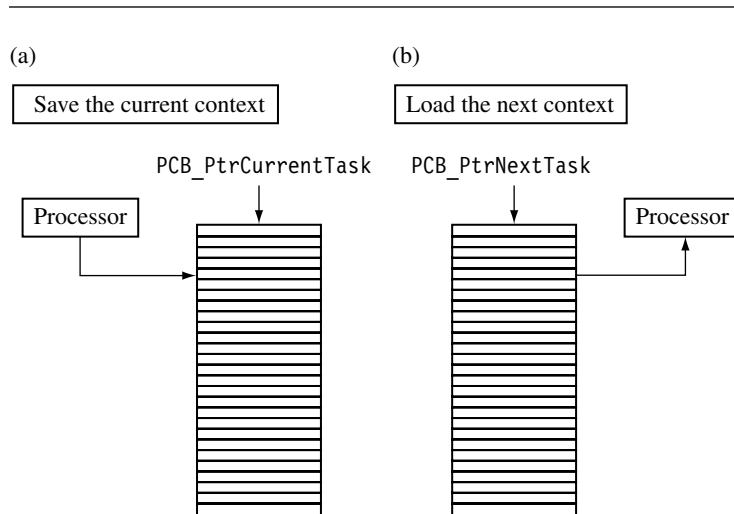 (a)
Save the current context
PCB_PtrCurrentTask
Processor
(b)
Load the next context
PCB_PtrNextTask
Processor